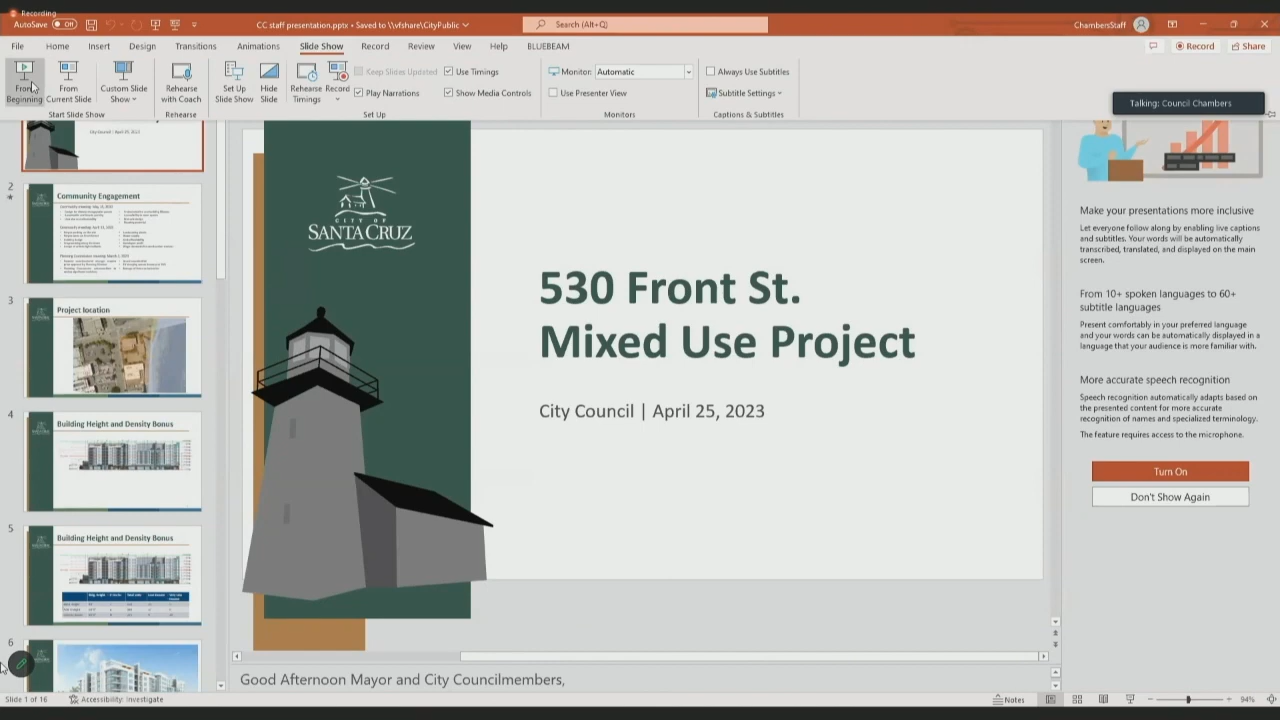 Recording
AutoSave Off
CC staff presentation.pptx • Saved to \\vfshare\CityPublic
Search (Alt+Q)
ChambersStaff
File Home Insert Design Transitions Animations Slide Show Record Review View Help BLUEBEAM
Record Share
From Beginning
From Current Slide
Custom Slide Show
Rehearse with Coach
Set Up Slide Show
Hide Slide
Rehearse Timings
Record
Keep Slides Updated
Play Narrations
Use Timings
Show Media Controls
Monitor: Automatic
Use Presenter View
Always Use Subtitles
Subtitle Settings
Start Slide Show
Rehearse
Set Up
Monitors
Captions & Subtitles
Talking: Council Chambers
City Council | April 25, 2023
2
Community Engagement
3
Project location
4
Building Height and Density Bonus
5
Building Height and Density Bonus
6
CITY OF
SANTA CRUZ
530 Front St.
Mixed Use Project
City Council | April 25, 2023
Good Afternoon Mayor and City Councilmembers,
Make your presentations more inclusive
Let everyone follow along by enabling live captions
and subtitles. Your words will be automatically
transcribed, translated, and displayed on the main
screen.
From 10+ spoken languages to 60+
subtitle languages
Present comfortably in your preferred language
and your words can be automatically displayed in a
language that your audience is more familiar with.
More accurate speech recognition
Speech recognition automatically adapts based on
the presented content for more accurate
recognition of names and specialized terminology.
The feature requires access to the microphone.
Turn On
Don't Show Again
Slide 1 of 16
Accessibility: Investigate
Notes
94%